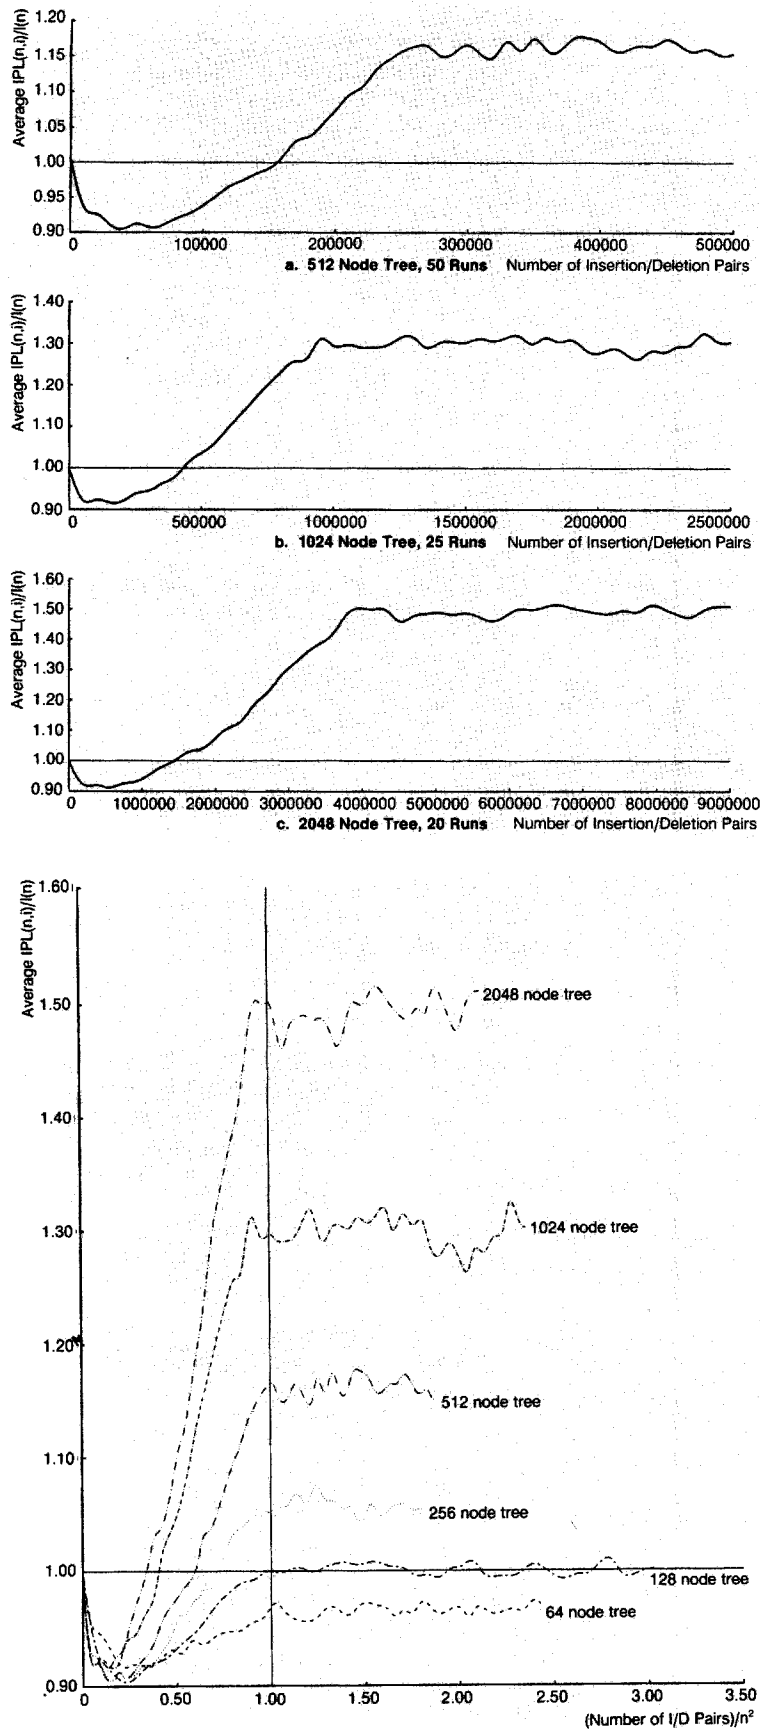 Average IPL(n,i)/I(n)
1.20
1.15
1.10
1.05
1.00
0.95
0.90
0 100000 200000 300000 400000 500000
a. 512 Node Tree, 50 Runs Number of Insertion/Deletion Pairs
Average IPL(n,i)/I(n)
1.40
1.30
1.20
1.10
1.00
0.90
0 500000 1000000 1500000 2000000 2500000
b. 1024 Node Tree, 25 Runs Number of Insertion/Deletion Pairs
Average IPL(n,i)/I(n)
1.60
1.50
1.40
1.30
1.20
1.10
1.00
0.90
0 1000000 2000000 3000000 4000000 5000000 6000000 7000000 8000000 9000000
c. 2048 Node Tree, 20 Runs Number of Insertion/Deletion Pairs
Average IPL(n,i)/I(n)
1.60
1.50
2048 node tree
1.40
1.30
1024 node tree
1.20
512 node tree
1.10
256 node tree
1.00
128 node tree
64 node tree
0.90
0 0.50 1.00 1.50 2.00 2.50 3.00 3.50
(Number of I/D Pairs)/n²